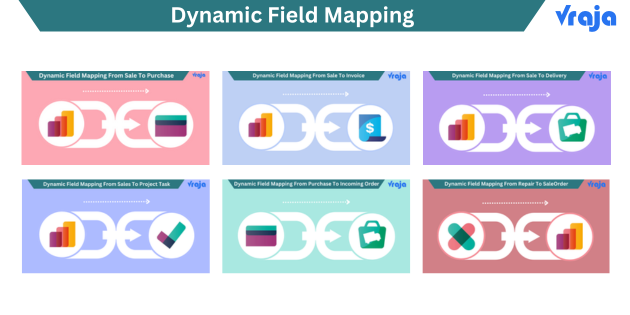 Dynamic Field Mapping
Vraja
Dynamic Field Mapping From Sale To Purchase
Vraja
Dynamic Field Mapping From Sale To Invoice
Vraja
Dynamic Field Mapping From Sale To Delivery
Vraja
$
Dynamic Field Mapping From Sales To Project Task
Vraja
Dynamic Field Mapping From Purchase To Incoming Order
Vraja
Dynamic Field Mapping From Repair To SaleOrder
Vraja